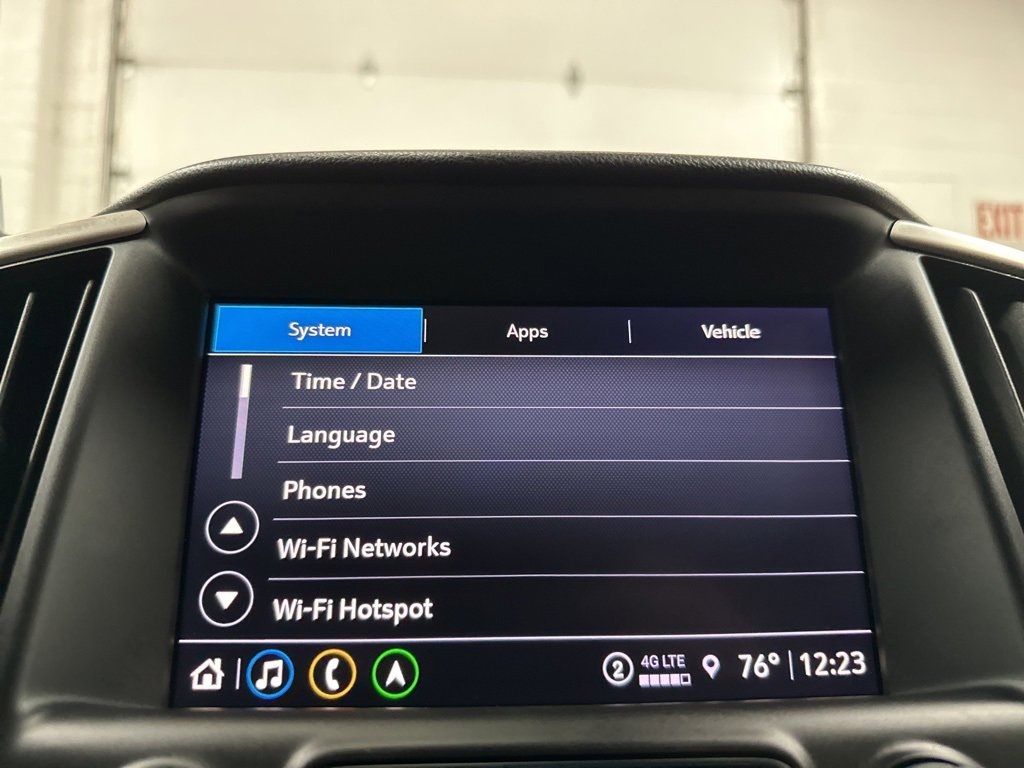 EXIT
System Apps Vehicle
Time / Date
Language
Phones
Wi-Fi Networks
Wi-Fi Hotspot
2 4G LTE 76° 12:23